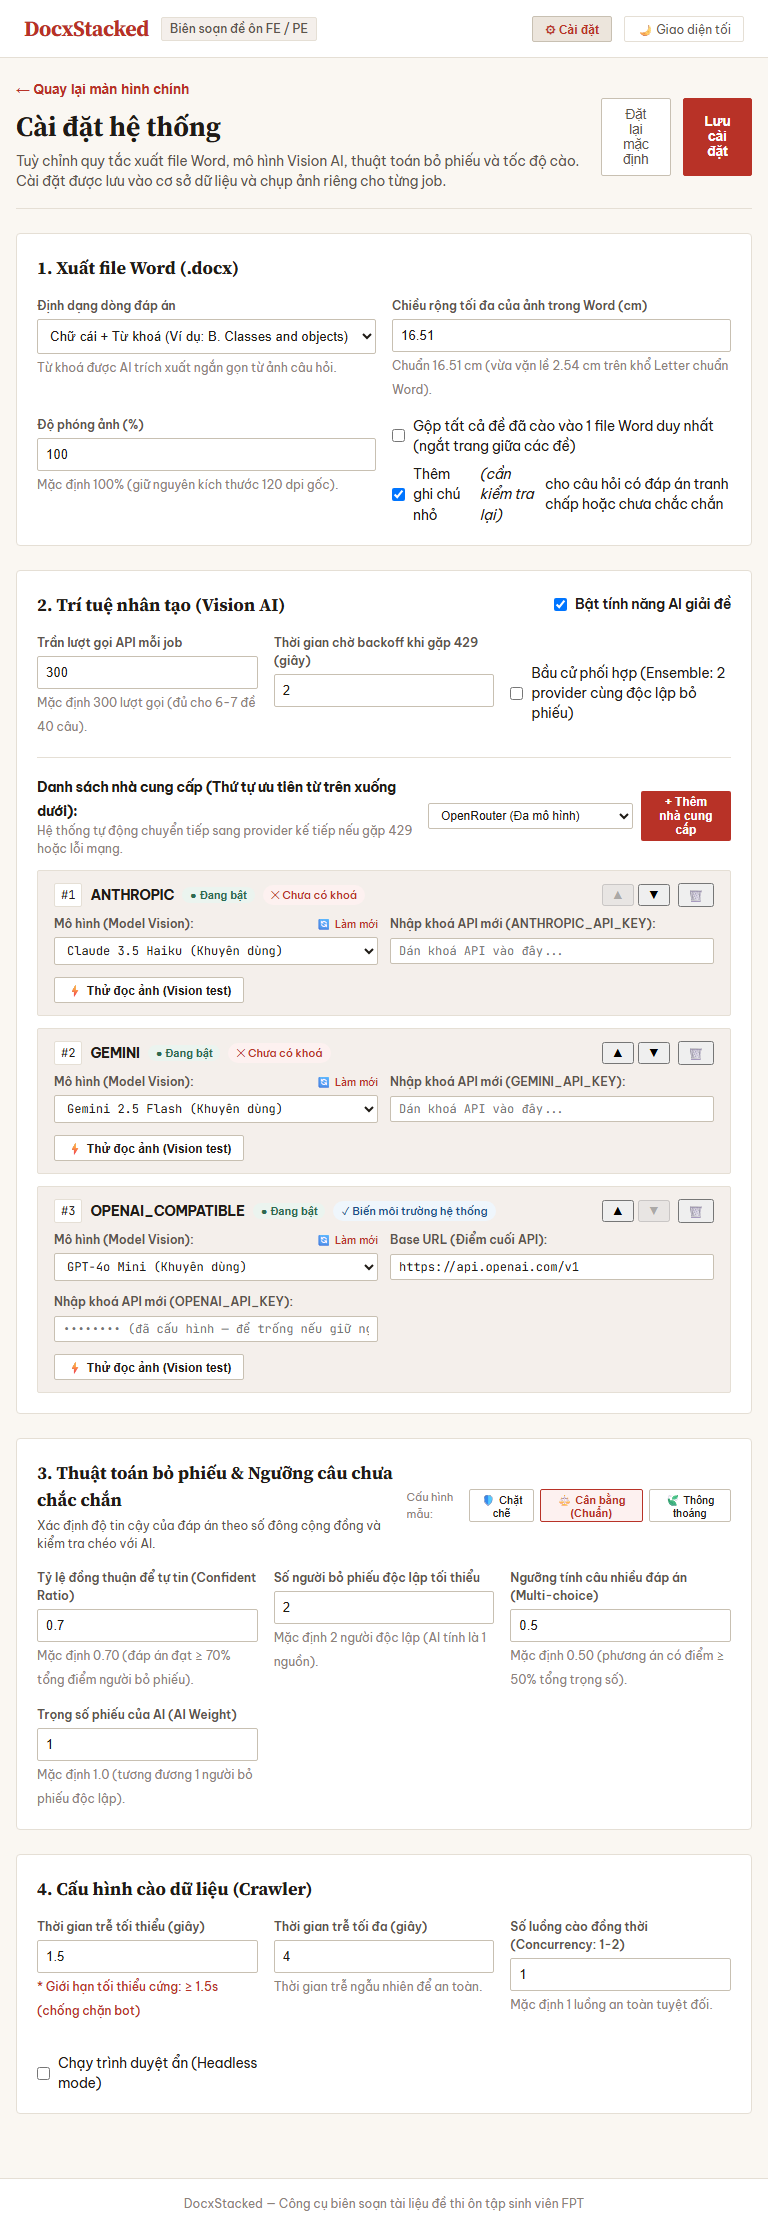 DocxStacked
Biên soạn đề ôn FE / PE
Cài đặt
Giao diện tối
← Quay lại màn hình chính
Cài đặt hệ thống
Tuỳ chỉnh quy tắc xuất file Word, mô hình Vision AI, thuật toán bỏ phiếu và tốc độ cào.
Cài đặt được lưu vào cơ sở dữ liệu và chụp ảnh riêng cho từng job.
Đặt
lại
mặc
định
Lưu
cài
đặt
1. Xuất file Word (.docx)
Định dạng dòng đáp án
Chữ cái + Từ khoá (Ví dụ: B. Classes and objects)
Từ khoá được AI trích xuất ngắn gọn từ ảnh câu hỏi.
Chiều rộng tối đa của ảnh trong Word (cm)
16.51
Chuẩn 16.51 cm (vừa vặn lề 2.54 cm trên khổ Letter chuẩn
Word).
Độ phóng ảnh (%)
100
Mặc định 100% (giữ nguyên kích thước 120 dpi gốc).
Gộp tất cả đề đã cào vào 1 file Word duy nhất
(ngắt trang giữa các đề)
Thêm
ghi chú
nhỏ
(cần
kiểm tra
lại)
cho câu hỏi có đáp án tranh
chấp hoặc chưa chắc chắn
2. Trí tuệ nhân tạo (Vision AI)
Bật tính năng AI giải đề
Trần lượt gọi API mỗi job
300
Mặc định 300 lượt gọi (đủ cho 6-7 đề
40 câu).
Thời gian chờ backoff khi gặp 429
(giây)
2
Bầu cử phối hợp (Ensemble: 2
provider cùng độc lập bỏ
phiếu)
Danh sách nhà cung cấp (Thứ tự ưu tiên từ trên xuống
dưới):
Hệ thống tự động chuyển tiếp sang provider kế tiếp nếu gặp 429
hoặc lỗi mạng.
OpenRouter (Đa mô hình)
+ Thêm
nhà cung
cấp
#1 ANTHROPIC ● Đang bật ✕ Chưa có khoá
▲ ▼
Mô hình (Model Vision):
Làm mới
Claude 3.5 Haiku (Khuyên dùng)
Nhập khoá API mới (ANTHROPIC_API_KEY):
Dán khoá API vào đây...
Thử đọc ảnh (Vision test)
#2 GEMINI ● Đang bật ✕ Chưa có khoá
▲ ▼
Mô hình (Model Vision):
Làm mới
Gemini 2.5 Flash (Khuyên dùng)
Nhập khoá API mới (GEMINI_API_KEY):
Dán khoá API vào đây...
Thử đọc ảnh (Vision test)
#3 OPENAI_COMPATIBLE ● Đang bật ✓ Biến môi trường hệ thống
▲ ▼
Mô hình (Model Vision):
Làm mới
GPT-4o Mini (Khuyên dùng)
Base URL (Điểm cuối API):
https://api.openai.com/v1
Nhập khoá API mới (OPENAI_API_KEY):
•••••••• (đã cấu hình — để trống nếu giữ ng
Thử đọc ảnh (Vision test)
3. Thuật toán bỏ phiếu & Ngưỡng câu chưa
chắc chắn
Xác định độ tin cậy của đáp án theo số đông cộng đồng và
kiểm tra chéo với AI.
Cấu hình
mẫu:
Chặt
chẽ
Cân bằng
(Chuẩn)
Thông
thoáng
Tỷ lệ đồng thuận để tự tin (Confident
Ratio)
0.7
Mặc định 0.70 (đáp án đạt ≥ 70%
tổng điểm người bỏ phiếu).
Số người bỏ phiếu độc lập tối thiểu
2
Mặc định 2 người độc lập (AI tính là 1
nguồn).
Ngưỡng tính câu nhiều đáp án
(Multi-choice)
0.5
Mặc định 0.50 (phương án có điểm ≥
50% tổng trọng số).
Trọng số phiếu của AI (AI Weight)
1
Mặc định 1.0 (tương đương 1 người bỏ
phiếu độc lập).
4. Cấu hình cào dữ liệu (Crawler)
Thời gian trễ tối thiểu (giây)
1.5
* Giới hạn tối thiểu cứng: ≥ 1.5s
(chống chặn bot)
Thời gian trễ tối đa (giây)
4
Thời gian trễ ngẫu nhiên để an toàn.
Số luồng cào đồng thời
(Concurrency: 1-2)
1
Mặc định 1 luồng an toàn tuyệt đối.
Chạy trình duyệt ẩn (Headless
mode)
DocxStacked — Công cụ biên soạn tài liệu đề thi ôn tập sinh viên FPT